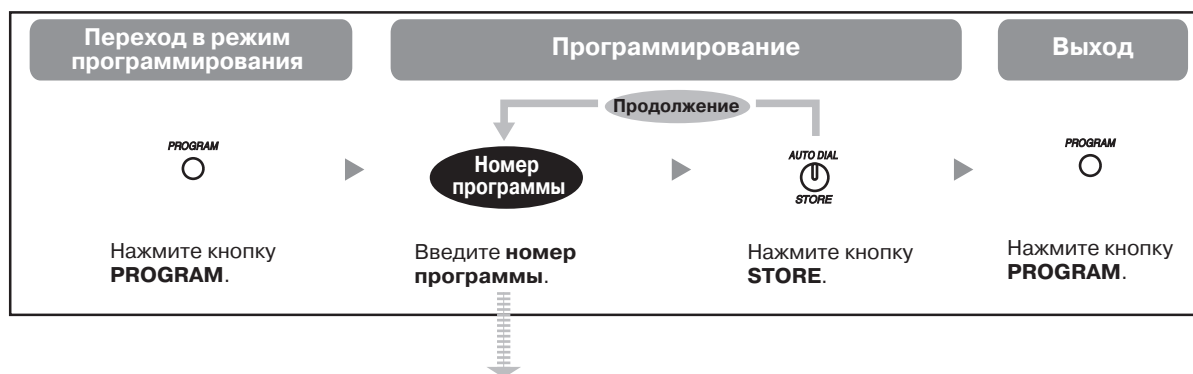 Переход в режим
программирования
Программирование
Выход
Продолжение
PROGRAM
Номер
программы
AUTO DIAL
STORE
PROGRAM
Нажмите кнопку
PROGRAM.
Введите номер
программы.
Нажмите кнопку
STORE.
Нажмите кнопку
PROGRAM.